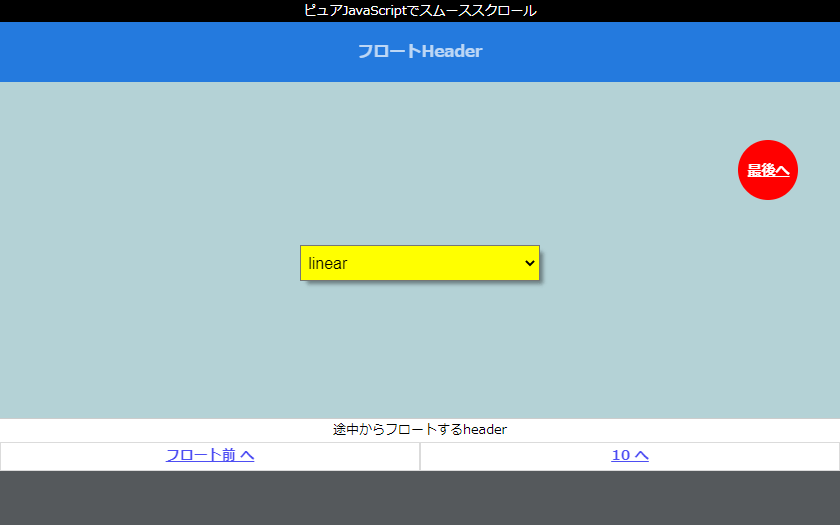 ピュアJavaScriptでスムーススクロール
フロートHeader
最後へ
linear
途中からフロートするheader
フロート前 へ
10 へ